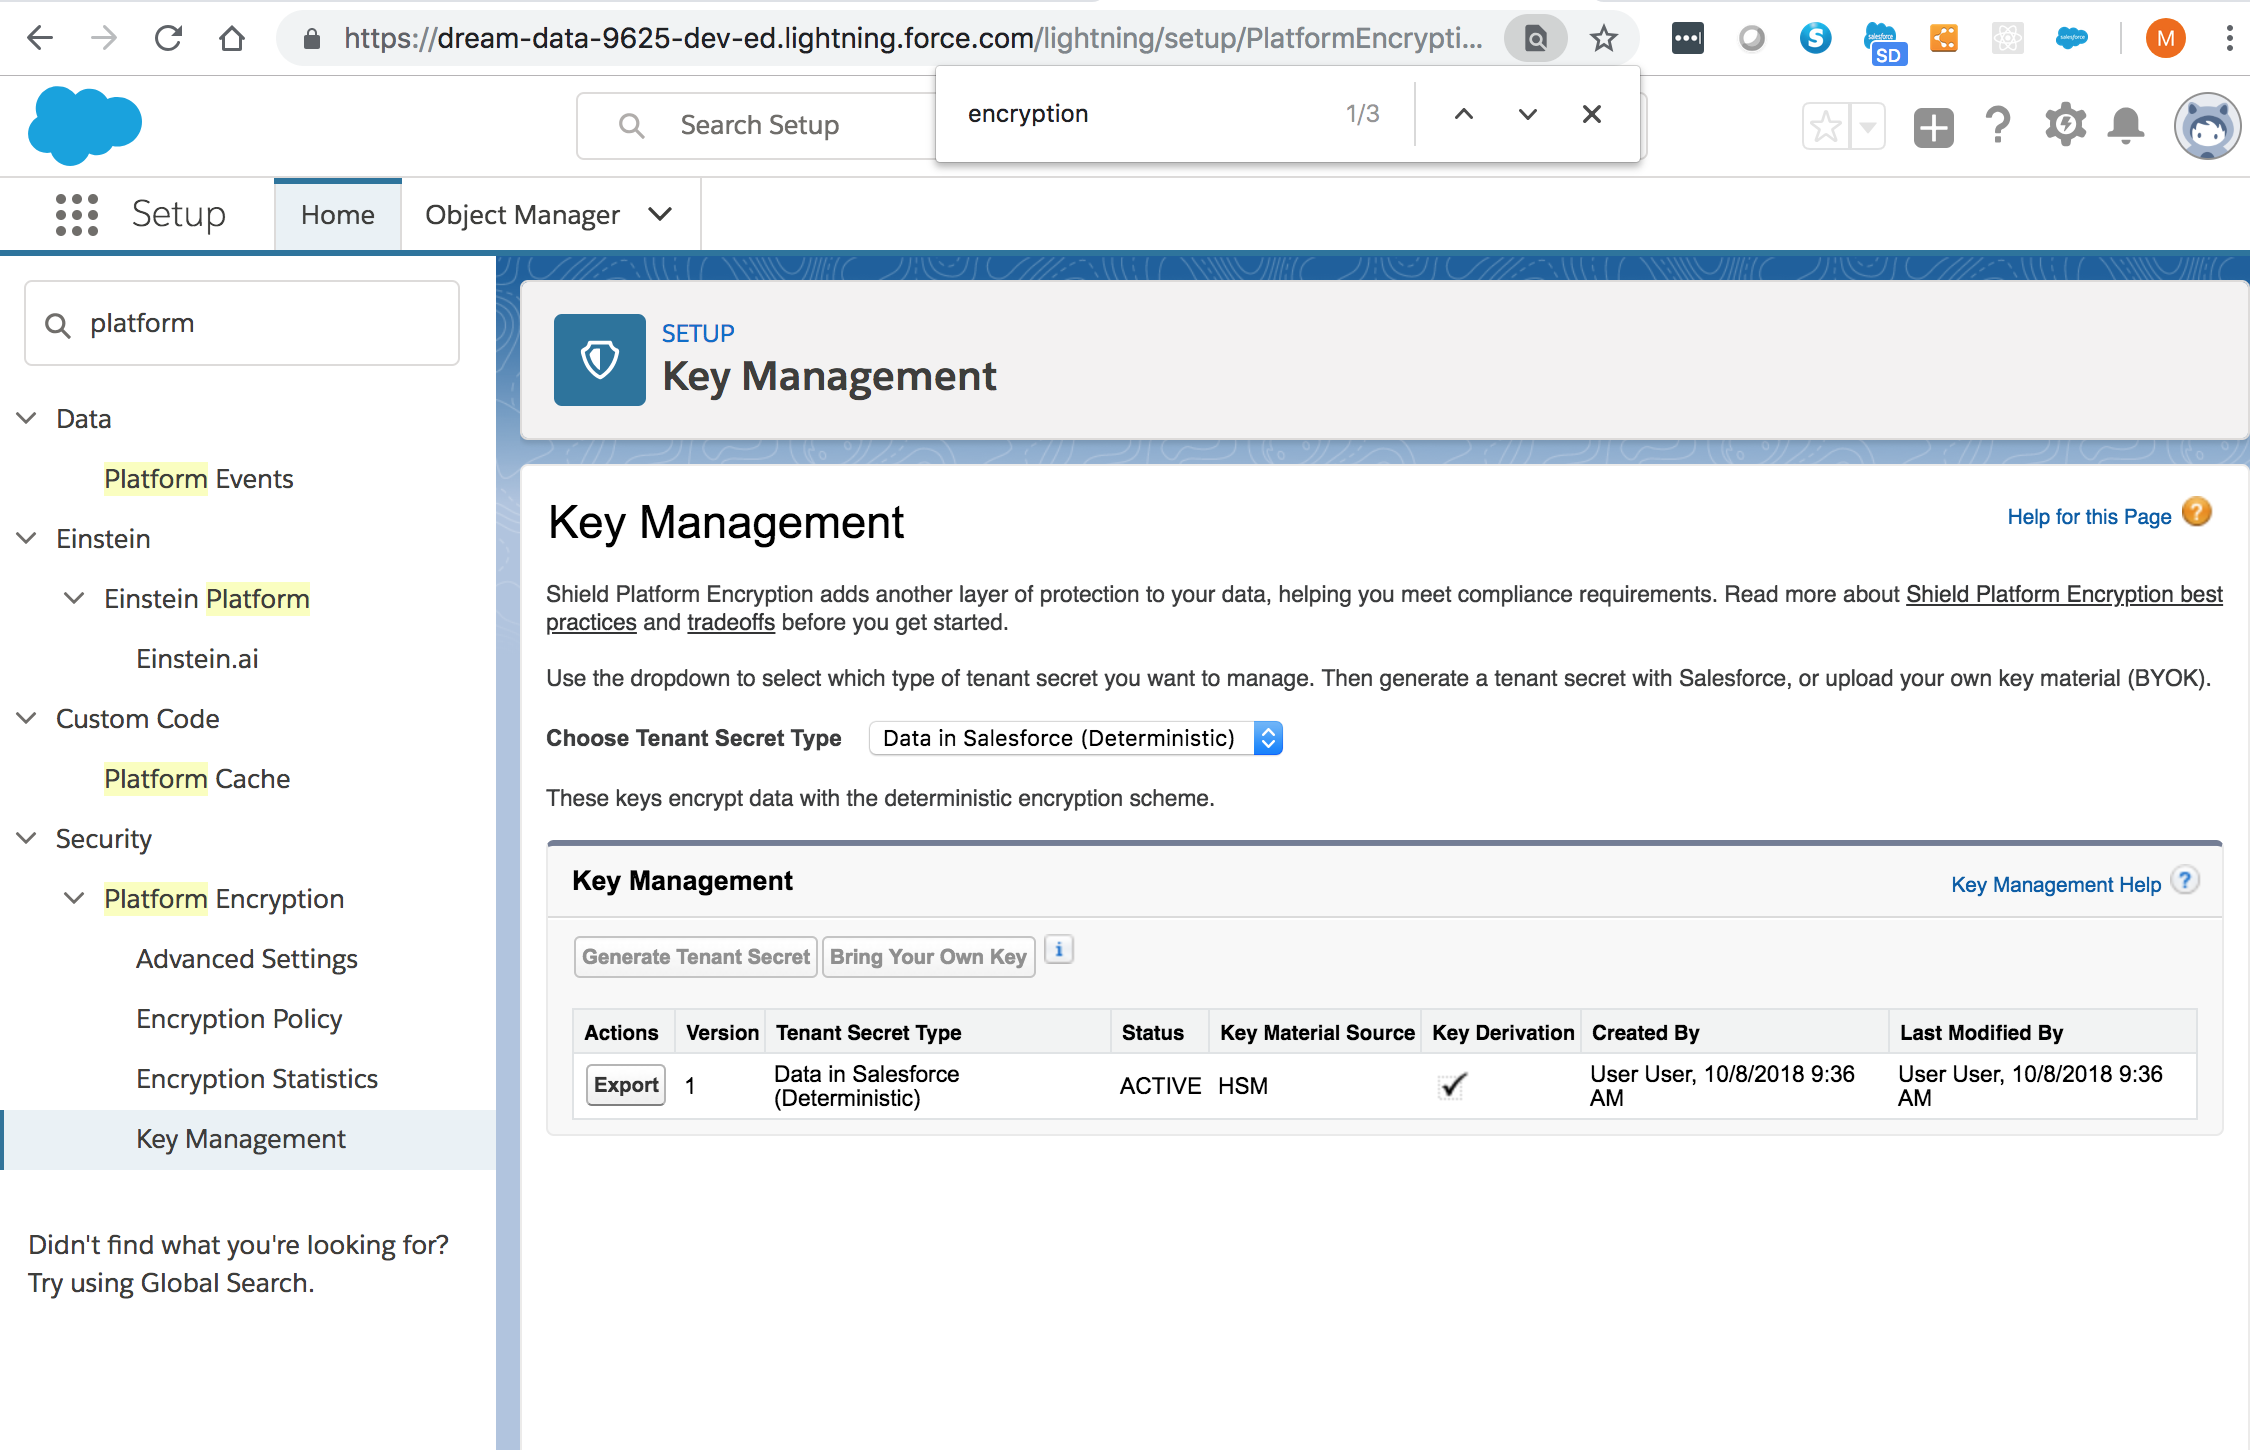 https://dream-data-9625-dev-ed.lightning.force.com/lightning/setup/PlatformEncrypti...
S
salesforce
SD
salesforce
M
encryption
1/3
Search Setup
Setup
Home
Object Manager
platform
Data
Platform Events
Einstein
Einstein Platform
Einstein.ai
Custom Code
Platform Cache
Security
Platform Encryption
Advanced Settings
Encryption Policy
Encryption Statistics
Key Management
Didn't find what you're looking for?
Try using Global Search.
SETUP
Key Management
Key Management
Help for this Page ?
Shield Platform Encryption adds another layer of protection to your data, helping you meet compliance requirements. Read more about Shield Platform Encryption best
practices and tradeoffs before you get started.
Use the dropdown to select which type of tenant secret you want to manage. Then generate a tenant secret with Salesforce, or upload your own key material (BYOK).
Choose Tenant Secret Type Data in Salesforce (Deterministic)
These keys encrypt data with the deterministic encryption scheme.
Key Management
Key Management Help ?
Generate Tenant Secret Bring Your Own Key i
Actions Version Tenant Secret Type Status Key Material Source Key Derivation Created By Last Modified By
Export 1 Data in Salesforce (Deterministic) ACTIVE HSM User User, 10/8/2018 9:36 AM User User, 10/8/2018 9:36 AM